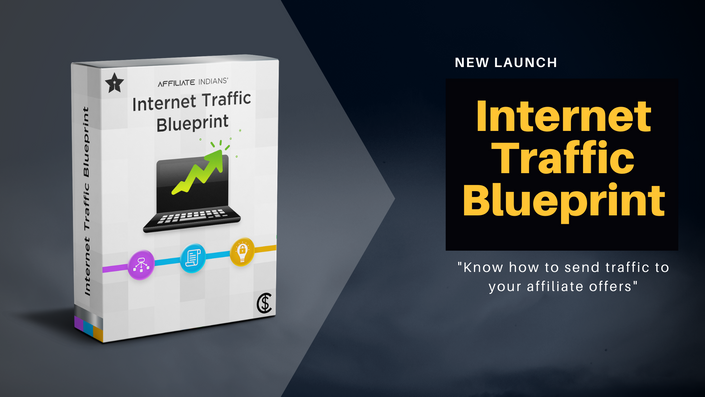 AFFILIATE INDIANS'
Internet Traffic
Blueprint
Internet Traffic Blueprint
NEW LAUNCH
Internet
Traffic
Blueprint
"Know how to send traffic to
your affiliate offers"